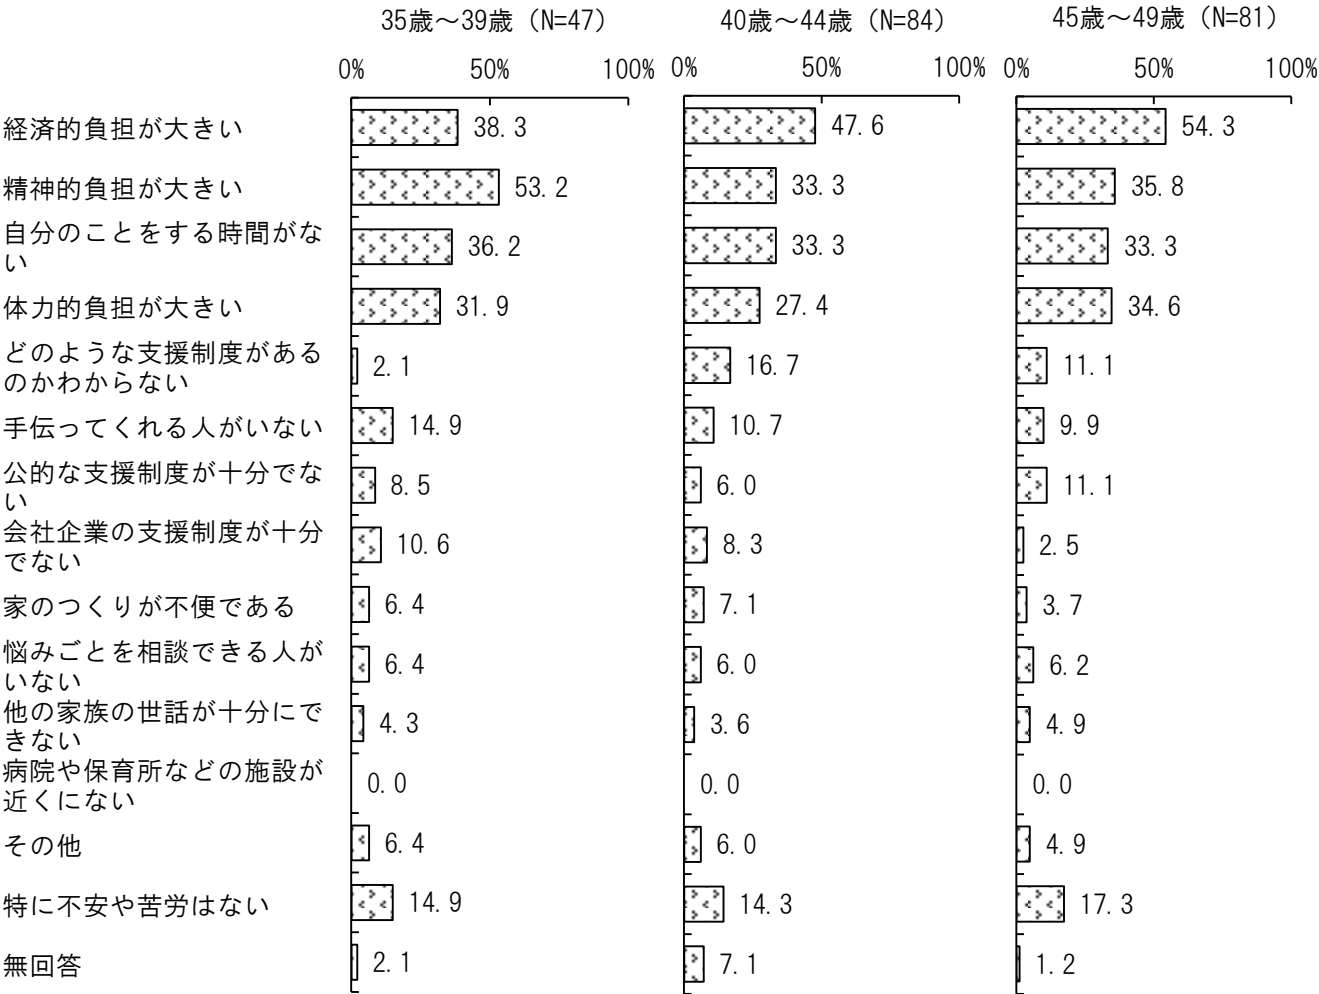 35歳～39歳（N=47）	40歳～44歳（N=84）	45歳～49歳（N=81）
0%	50%	100%	0%	50%	100%	0%	50%	100%
経済的負担が大きい	38.3	47.6	54.3
精神的負担が大きい	53.2	33.3	35.8
自分のことをする時間がな
い	36.2	33.3	33.3
体力的負担が大きい	31.9	27.4	34.6
どのような支援制度がある
のかわからない	2.1	16.7	11.1
手伝ってくれる人がいない	14.9	10.7	9.9
公的な支援制度が十分でな
い	8.5	6.0	11.1
会社企業の支援制度が十分
でない	10.6	8.3	2.5
家のつくりが不便である	6.4	7.1	3.7
悩みごとを相談できる人が
いない	6.4	6.0	6.2
他の家族の世話が十分にで
きない	4.3	3.6	4.9
病院や保育所などの施設が
近くにない	0.0	0.0	0.0
その他	6.4	6.0	4.9
特に不安や苦労はない	14.9	14.3	17.3
無回答	2.1	7.1	1.2